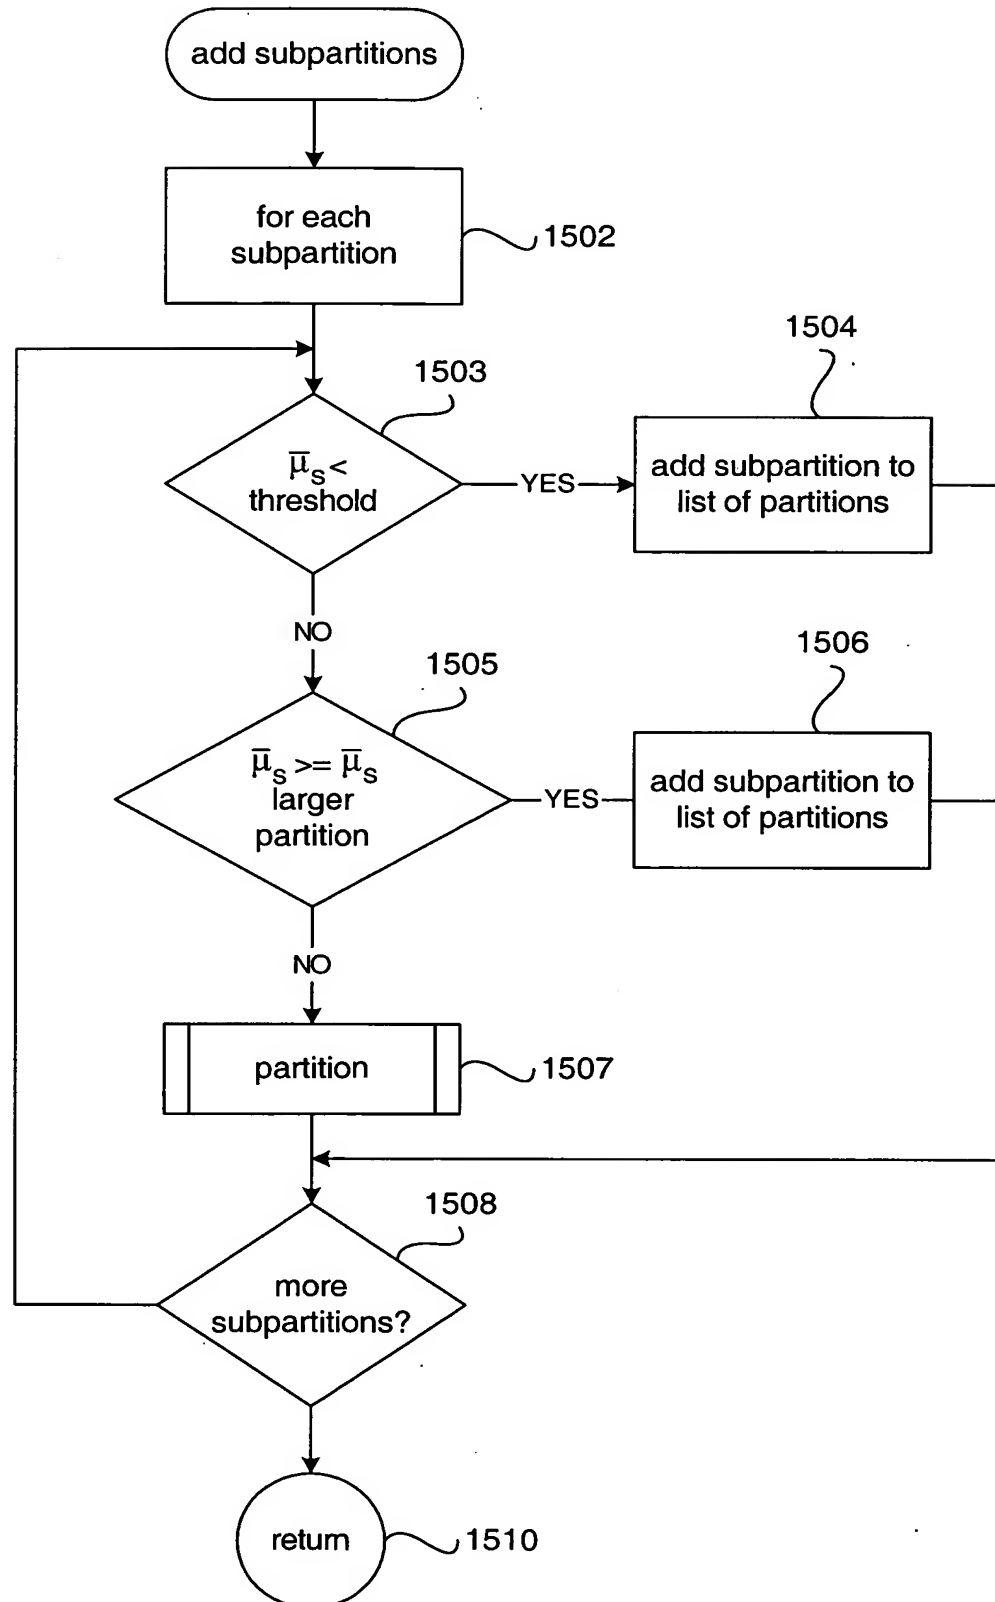 add subpartitions
for each
subpartition
1502
1504
1503
μ̅s <
threshold
YES
add subpartition to
list of partitions
NO
1506
1505
μ̅s >= μ̅s
larger
partition
YES
add subpartition to
list of partitions
NO
partition
1507
1508
more
subpartitions?
return
1510